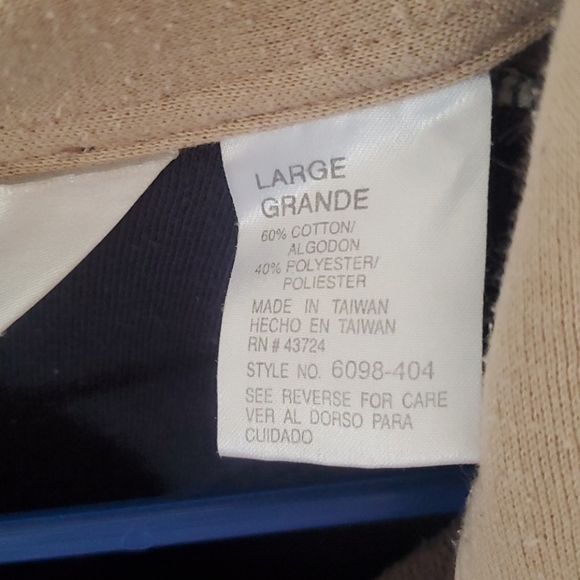 LARGE
GRANDE
60% COTTON/
ALGODON
40% POLYESTER/
POLIESTER
MADE IN TAIWAN
HECHO EN TAIWAN
RN # 43724
STYLE NO. 6098-404
SEE REVERSE FOR CARE
VER AL DORSO PARA
CUIDADO